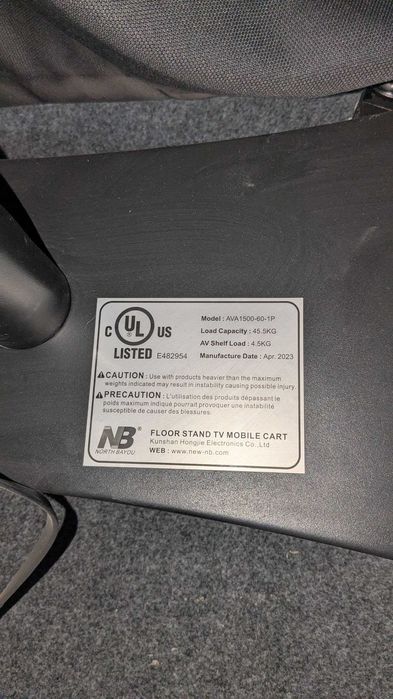 C UL ® US
LISTED E482954
Model : AVA1500-60-1P
Load Capacity : 45.5KG
AV Shelf Load : 4.5KG
Manufacture Date : Apr. 2023
CAUTION : Use with products heavier than the maximum
weights indicated may result in instability causing possible injury.
PRECAUTION : L'utilisation des produits dépassant le
poids maximum indiqué pourrait provoquer une instabilité
susceptible de causer des blessures.
NB®
NORTH BAYOU
FLOOR STAND TV MOBILE CART
Kunshan Hongjie Electronics Co.,Ltd
WEB : www.new-nb.com